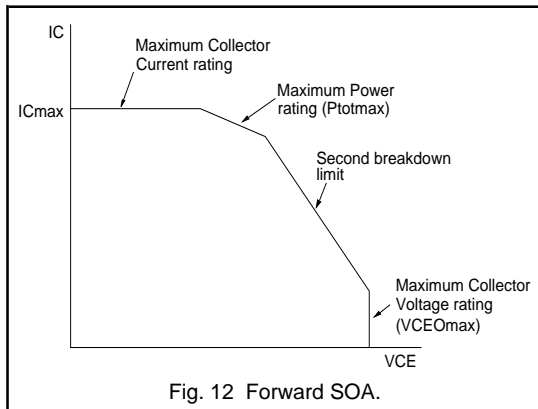 IC
Maximum Collector
Current rating
Maximum Power
rating (Ptotmax)
ICmax
Second breakdown
limit
Maximum Collector
Voltage rating
(VCEOmax)
VCE
Fig. 12 Forward SOA.